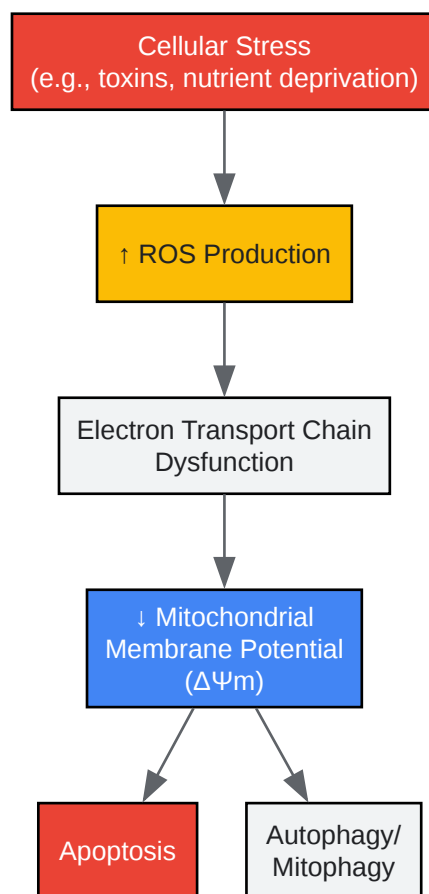 Cellular Stress
(e.g., toxins, nutrient deprivation)
↑ ROS Production
Electron Transport Chain
Dysfunction
↓ Mitochondrial
Membrane Potential
(ΔΨm)
Apoptosis
Autophagy/
Mitophagy